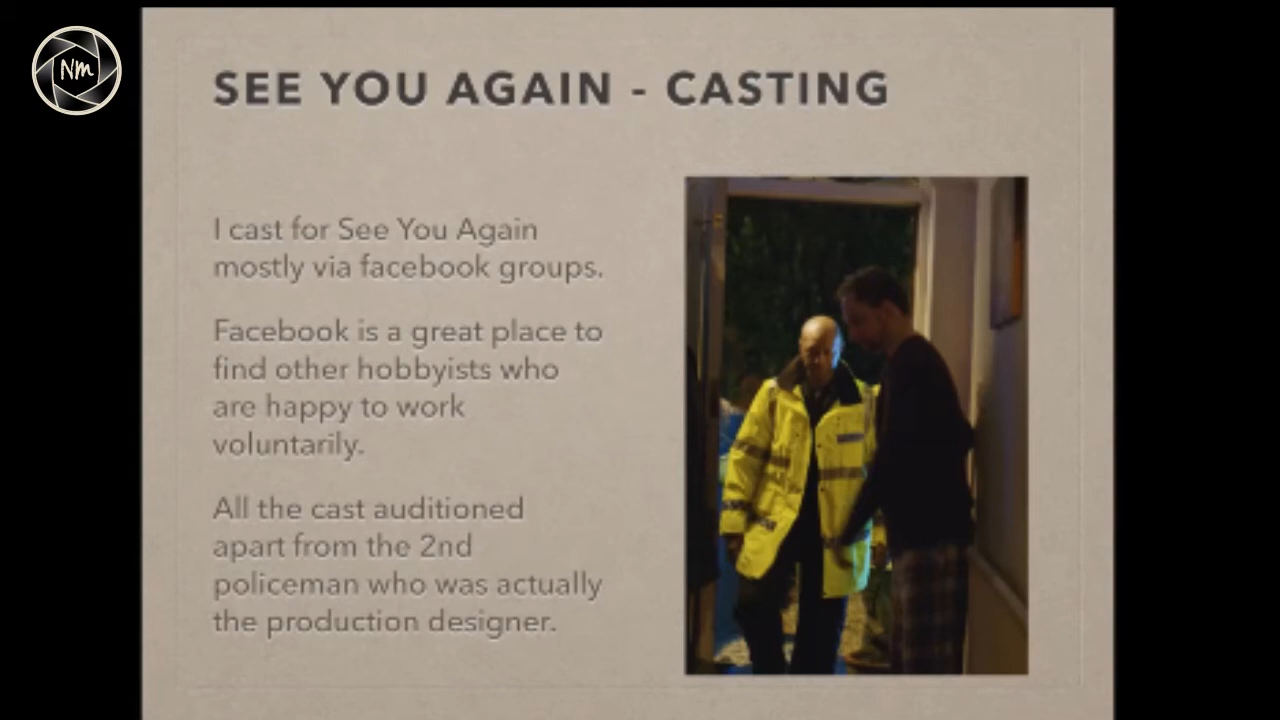 Nm
SEE YOU AGAIN - CASTING
I cast for See You Again
mostly via facebook groups.
Facebook is a great place to
find other hobbyists who
are happy to work
voluntarily.
All the cast auditioned
apart from the 2nd
policeman who was actually
the production designer.